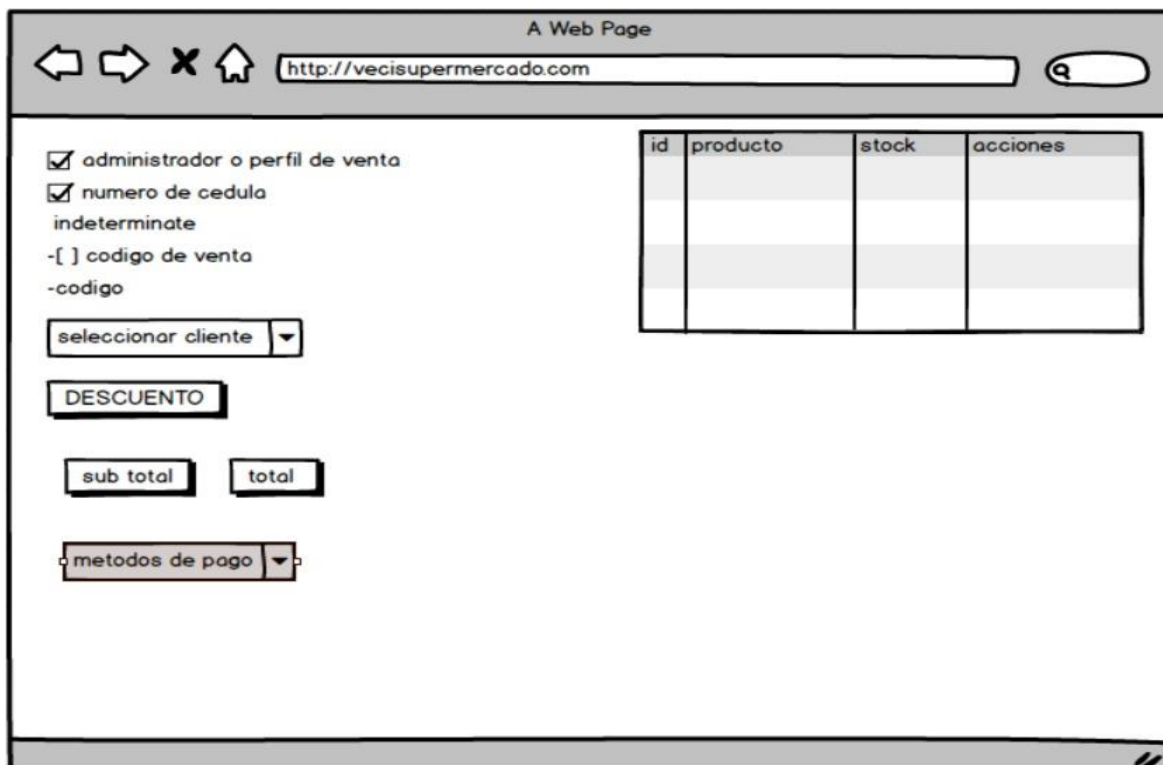 A Web Page
http://vecisupermercado.com
administrador o perfil de venta
numero de cedula
indeterminate
-[ ] codigo de venta
-codigo
seleccionar cliente
DESCUENTO
sub total
total
metodos de pago
id producto stock acciones